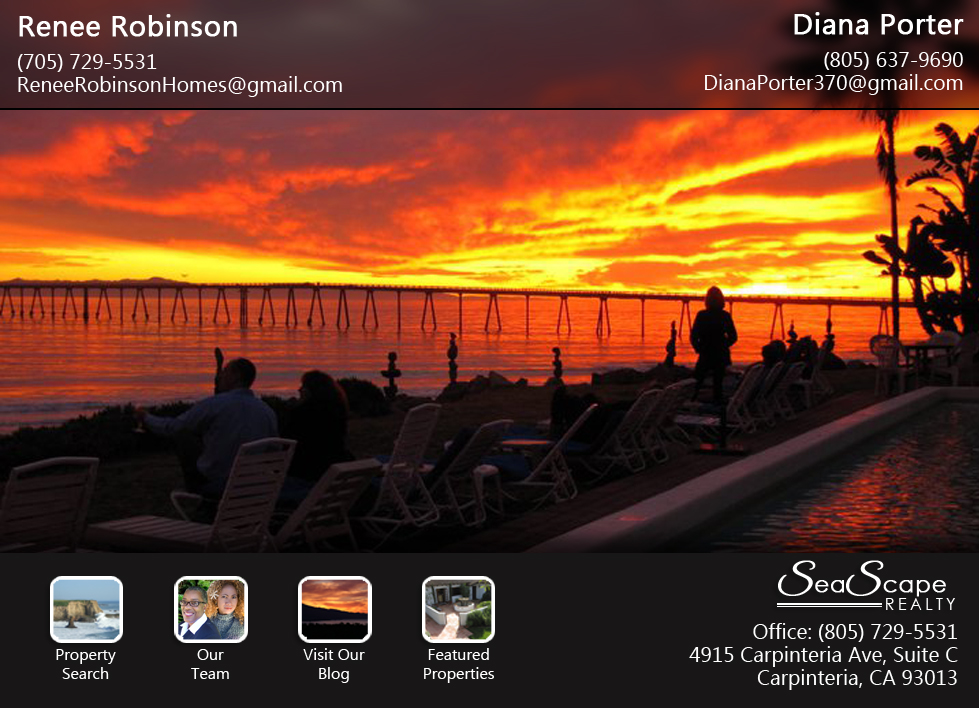 Renee Robinson
(705) 729-5531
ReneeRobinsonHomes@gmail.com
Diana Porter
(805) 637-9690
DianaPorter370@gmail.com
Property
Search
Our
Team
Visit Our
Blog
Featured
Properties
SeaScape
REALTY
Office: (805) 729-5531
4915 Carpinteria Ave, Suite C
Carpinteria, CA 93013